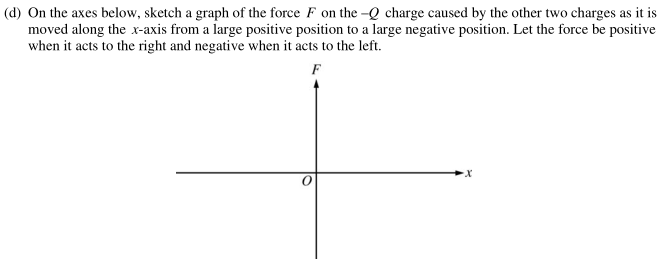 (d) On the axes below, sketch a graph of the force F on the –Q charge caused by the other two charges as it is
moved along the x-axis from a large positive position to a large negative position. Let the force be positive
when it acts to the right and negative when it acts to the left.
F
x
O